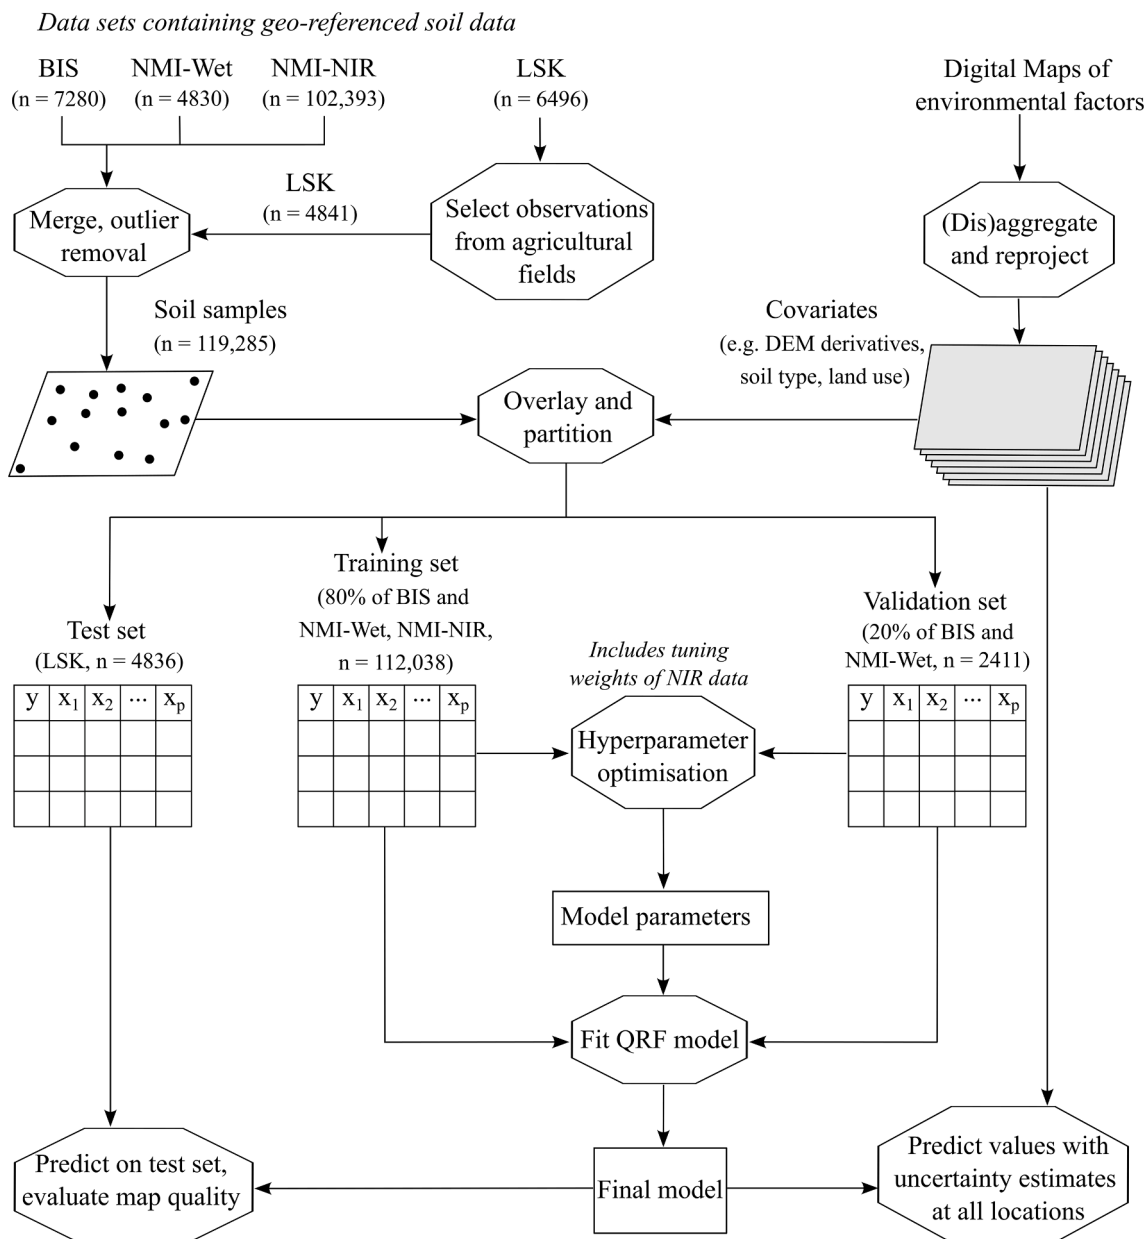 Data sets containing geo-referenced soil data
BIS
(n = 7280)
NMI-Wet
(n = 4830)
NMI-NIR
(n = 102,393)
LSK
(n = 6496)
Digital Maps of
environmental factors
Merge, outlier
removal
LSK
(n = 4841)
Select observations
from agricultural
fields
(Dis)aggregate
and reproject
Soil samples
(n = 119,285)
Covariates
(e.g. DEM derivatives,
soil type, land use)
Overlay and
partition
Test set
(LSK, n = 4836)
Training set
(80% of BIS and
NMI-Wet, NMI-NIR,
n = 112,038)
Validation set
(20% of BIS and
NMI-Wet, n = 2411)
Includes tuning
weights of NIR data
y x1 x2 ... xp
y x1 x2 ... xp
y x1 x2 ... xp
Hyperparameter
optimisation
Model parameters
Fit QRF model
Predict on test set,
evaluate map quality
Final model
Predict values with
uncertainty estimates
at all locations